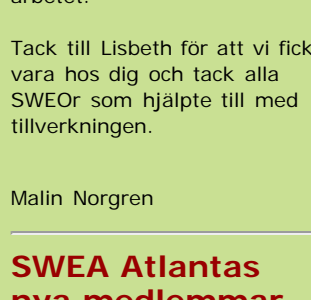 arbetet.
Tack till Lisbeth för att vi fick
vara hos dig och tack alla
SWEOr som hjälpte till med
tillverkningen.
Malin Norgren
SWEA Atlantas
nya medlemmar